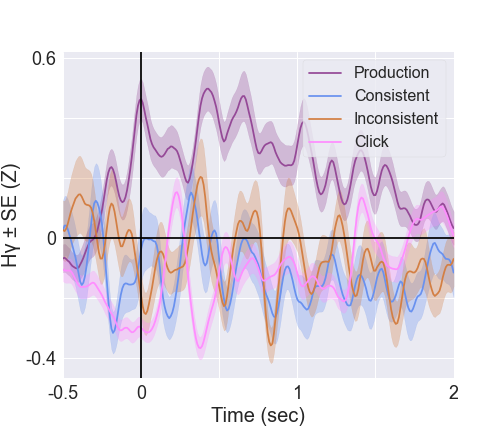 0.6
Production
Consistent
Inconsistent
Click
Hγ ± SE (Z)
0
-0.4
-0.5
0
1
2
Time (sec)